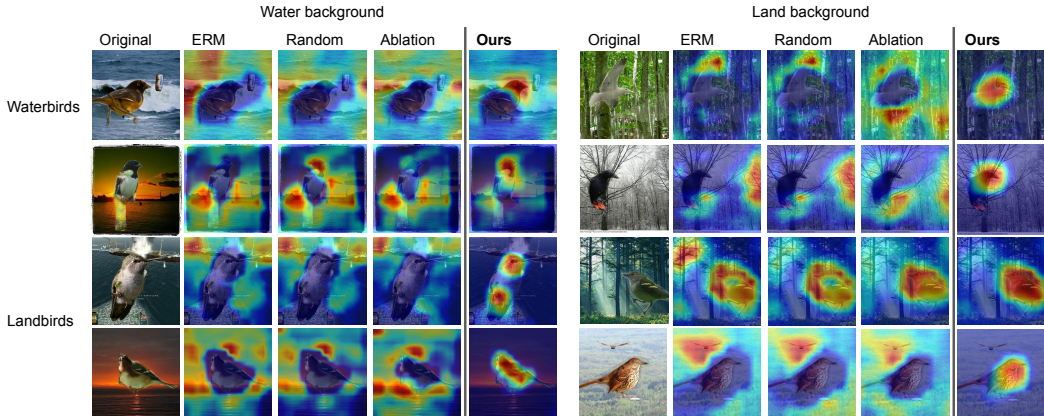 Water background
Land background
Original ERM Random Ablation Ours
Original ERM Random Ablation Ours
Waterbirds
Landbirds